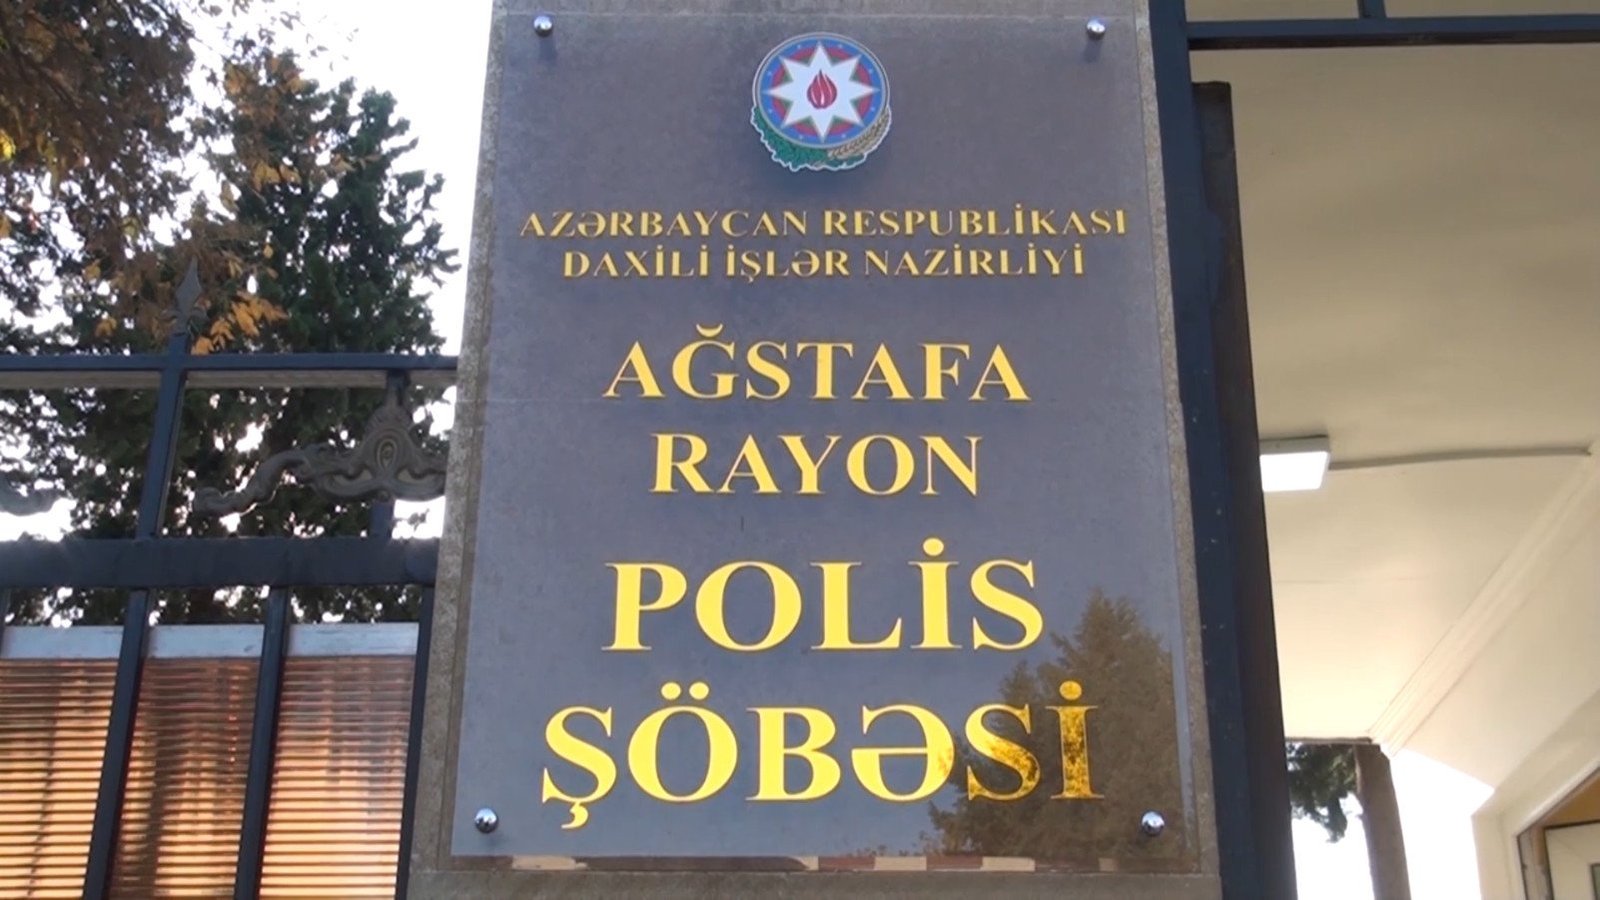 AZƏRBAYCAN RESPUBLİKASI
DAXİLİ İŞLƏR NAZİRLİYİ
AĞSTAFA
RAYON
POLİS
ŞÖBƏSİ